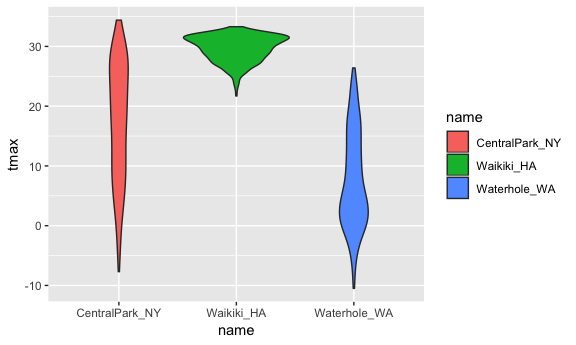 tmax
30
20
10
0
-10
CentralPark_NY
Waikiki_HA
Waterhole_WA
name
name
CentralPark_NY
Waikiki_HA
Waterhole_WA